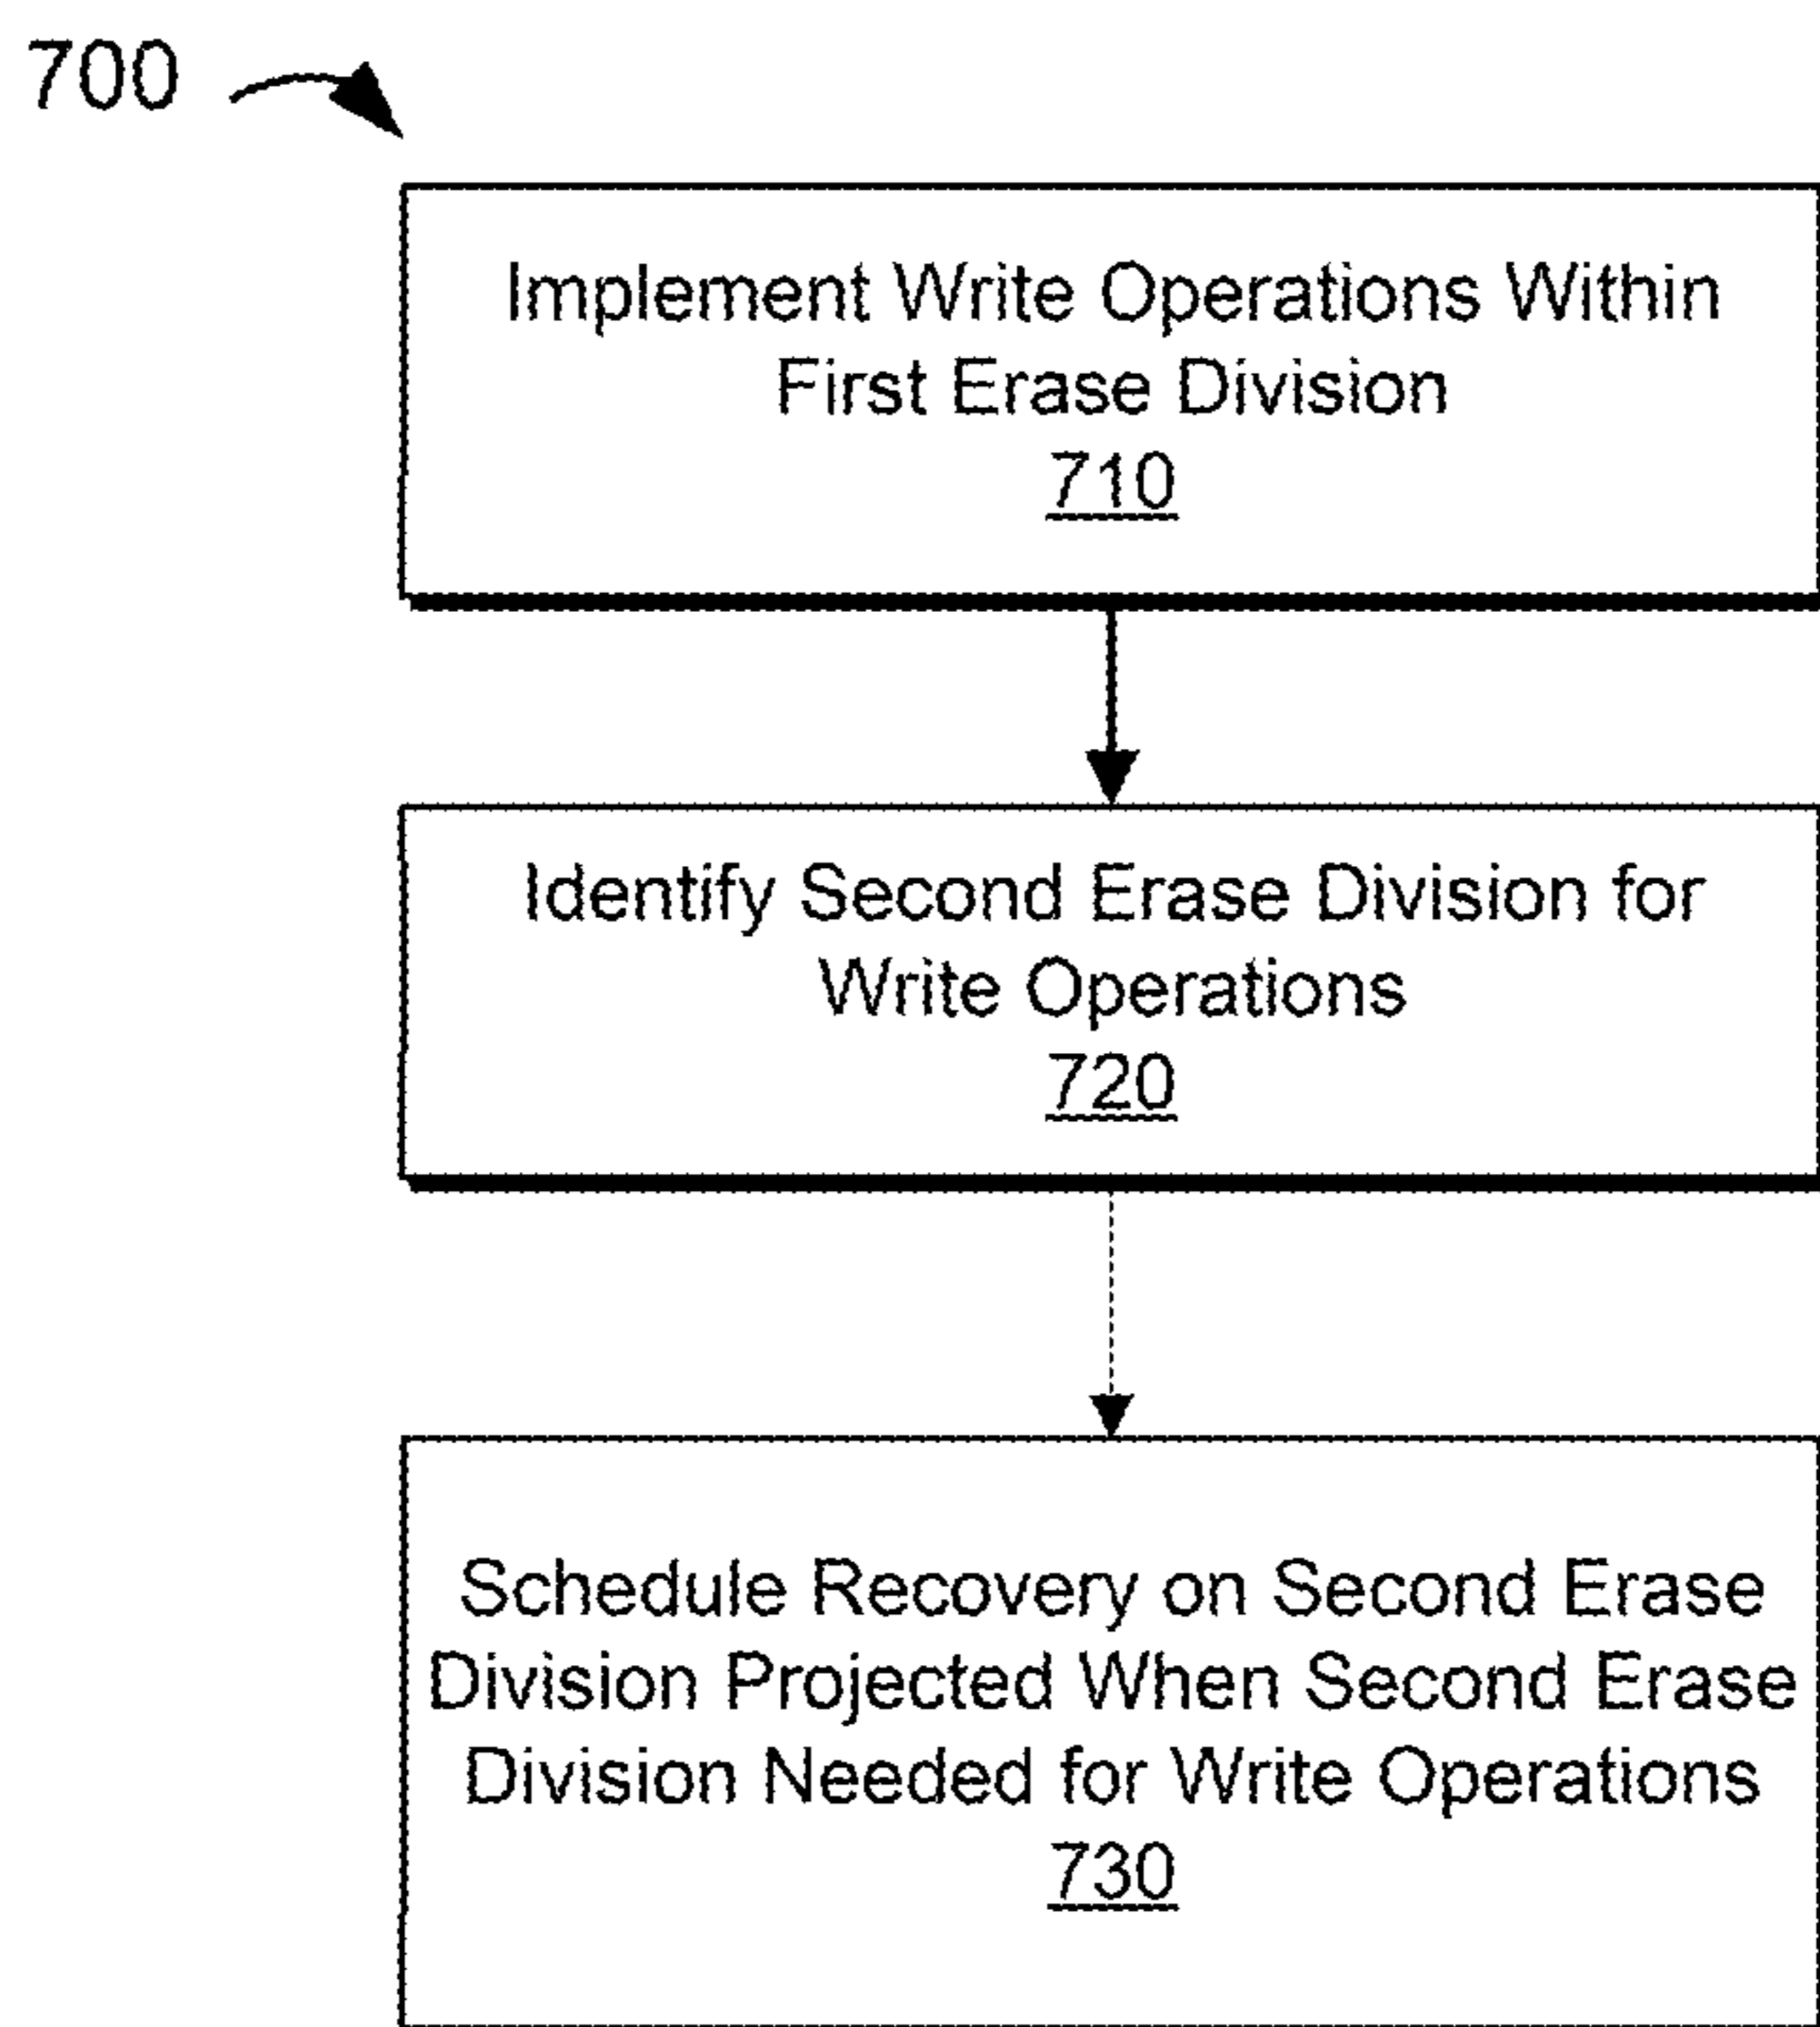 700
Implement Write Operations Within
First Erase Division
710
Identify Second Erase Division for
Write Operations
720
Schedule Recovery on Second Erase
Division Projected When Second Erase
Division Needed for Write Operations
730